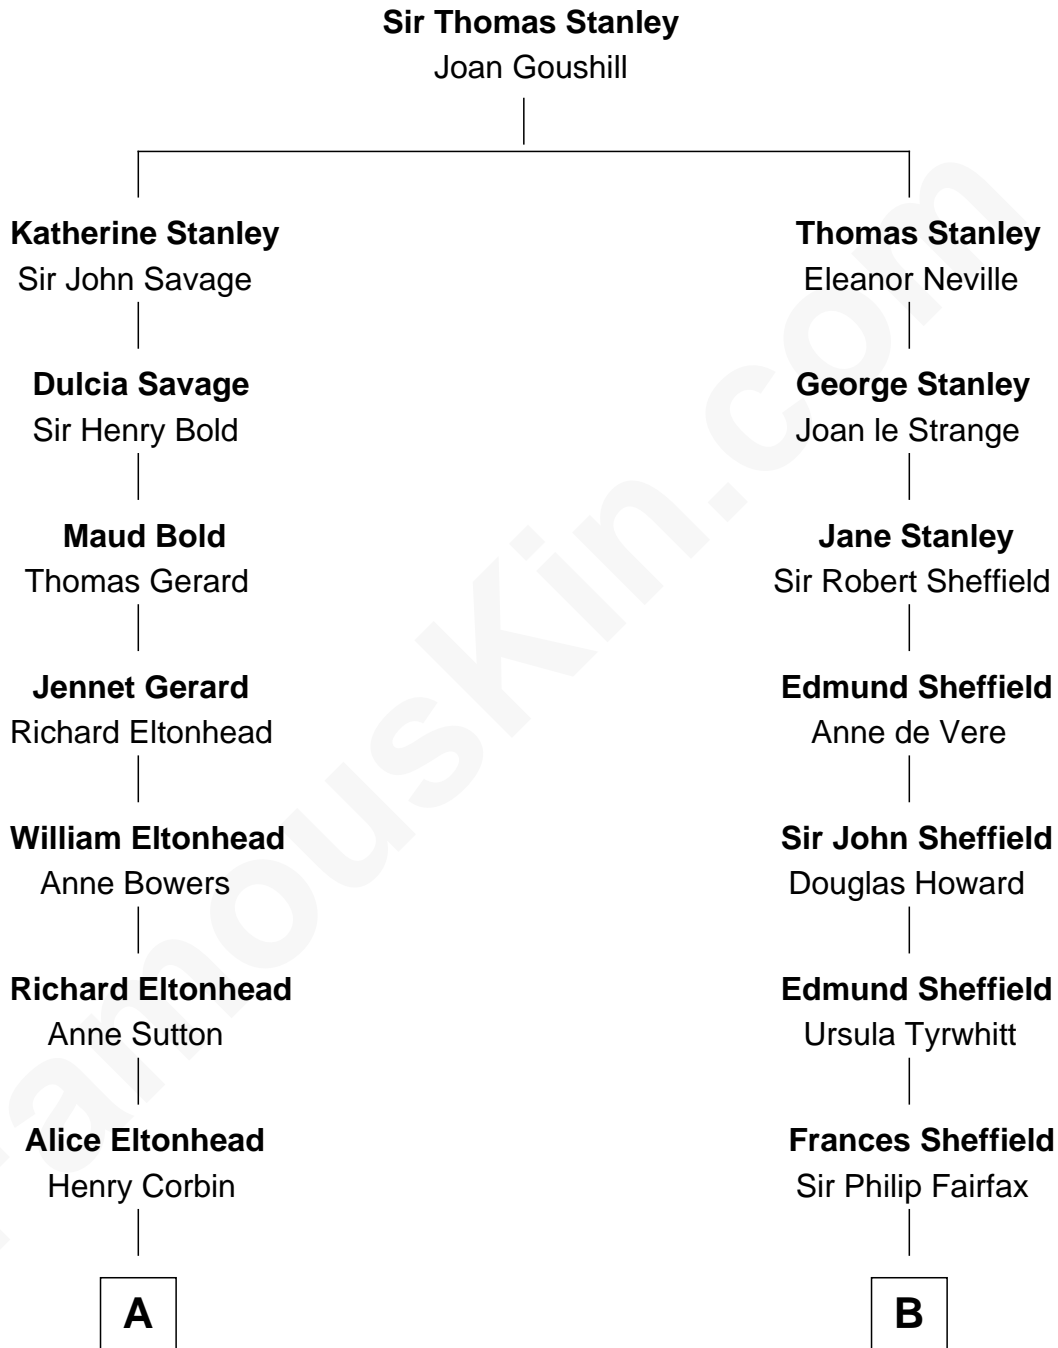 Sir Thomas Stanley
Joan Goushill
Katherine Stanley
Sir John Savage
Thomas Stanley
Eleanor Neville
Dulcia Savage
Sir Henry Bold
George Stanley
Joan le Strange
Maud Bold
Thomas Gerard
Jane Stanley
Sir Robert Sheffield
Jennet Gerard
Richard Eltonhead
Edmund Sheffield
Anne de Vere
William Eltonhead
Anne Bowers
Sir John Sheffield
Douglas Howard
Richard Eltonhead
Anne Sutton
Edmund Sheffield
Ursula Tyrwhitt
Alice Eltonhead
Henry Corbin
Frances Sheffield
Sir Philip Fairfax
A
B
FamousKin.com